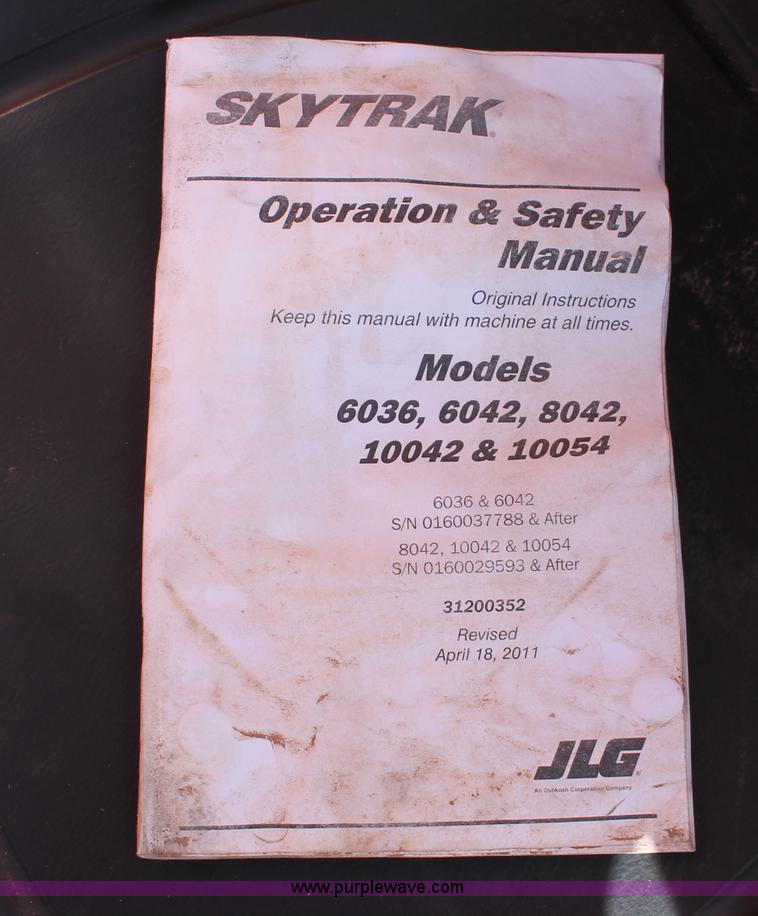 SKYTRAK®
Operation & Safety
Manual
Original Instructions
Keep this manual with machine at all times.
Models
6036, 6042, 8042,
10042 & 10054
6036 & 6042
S/N 0160037788 & After
8042, 10042 & 10054
S/N 0160029593 & After
31200352
Revised
April 18, 2011
JLG®
An Oshkosh Corporation Company
www.purplewave.com